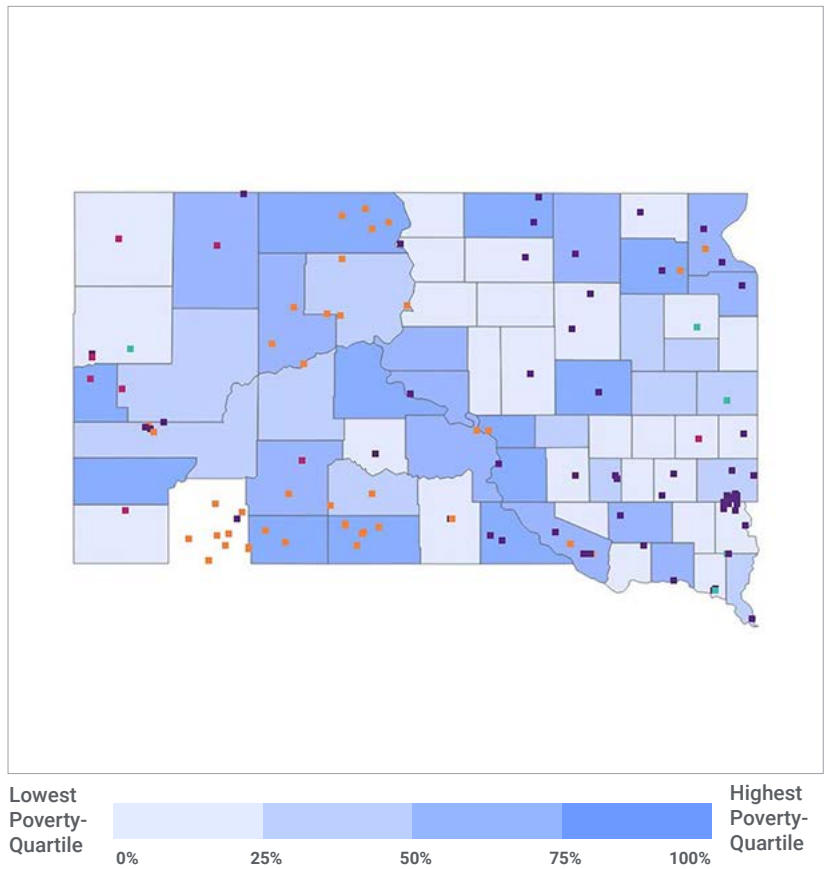 Lowest
Poverty-
Quartile
0%
25%
50%
75%
100%
Highest
Poverty-
Quartile